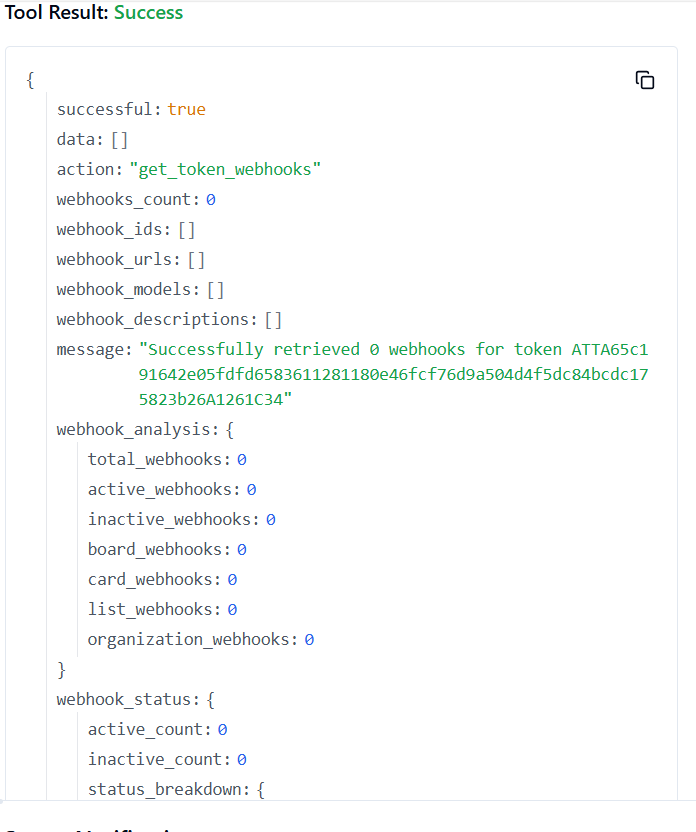 Tool Result: Success
{
successful: true
data: []
action: "get_token_webhooks"
webhooks_count: 0
webhook_ids: []
webhook_urls: []
webhook_models: []
webhook_descriptions: []
message: "Successfully retrieved 0 webhooks for token ATTA65c1
91642e05fdfd6583611281180e46fcf76d9a504d4f5dc84bcdc17
5823b26A1261C34"
webhook_analysis: {
total_webhooks: 0
active_webhooks: 0
inactive_webhooks: 0
board_webhooks: 0
card_webhooks: 0
list_webhooks: 0
organization_webhooks: 0
}
webhook_status: {
active_count: 0
inactive_count: 0
status_breakdown: {